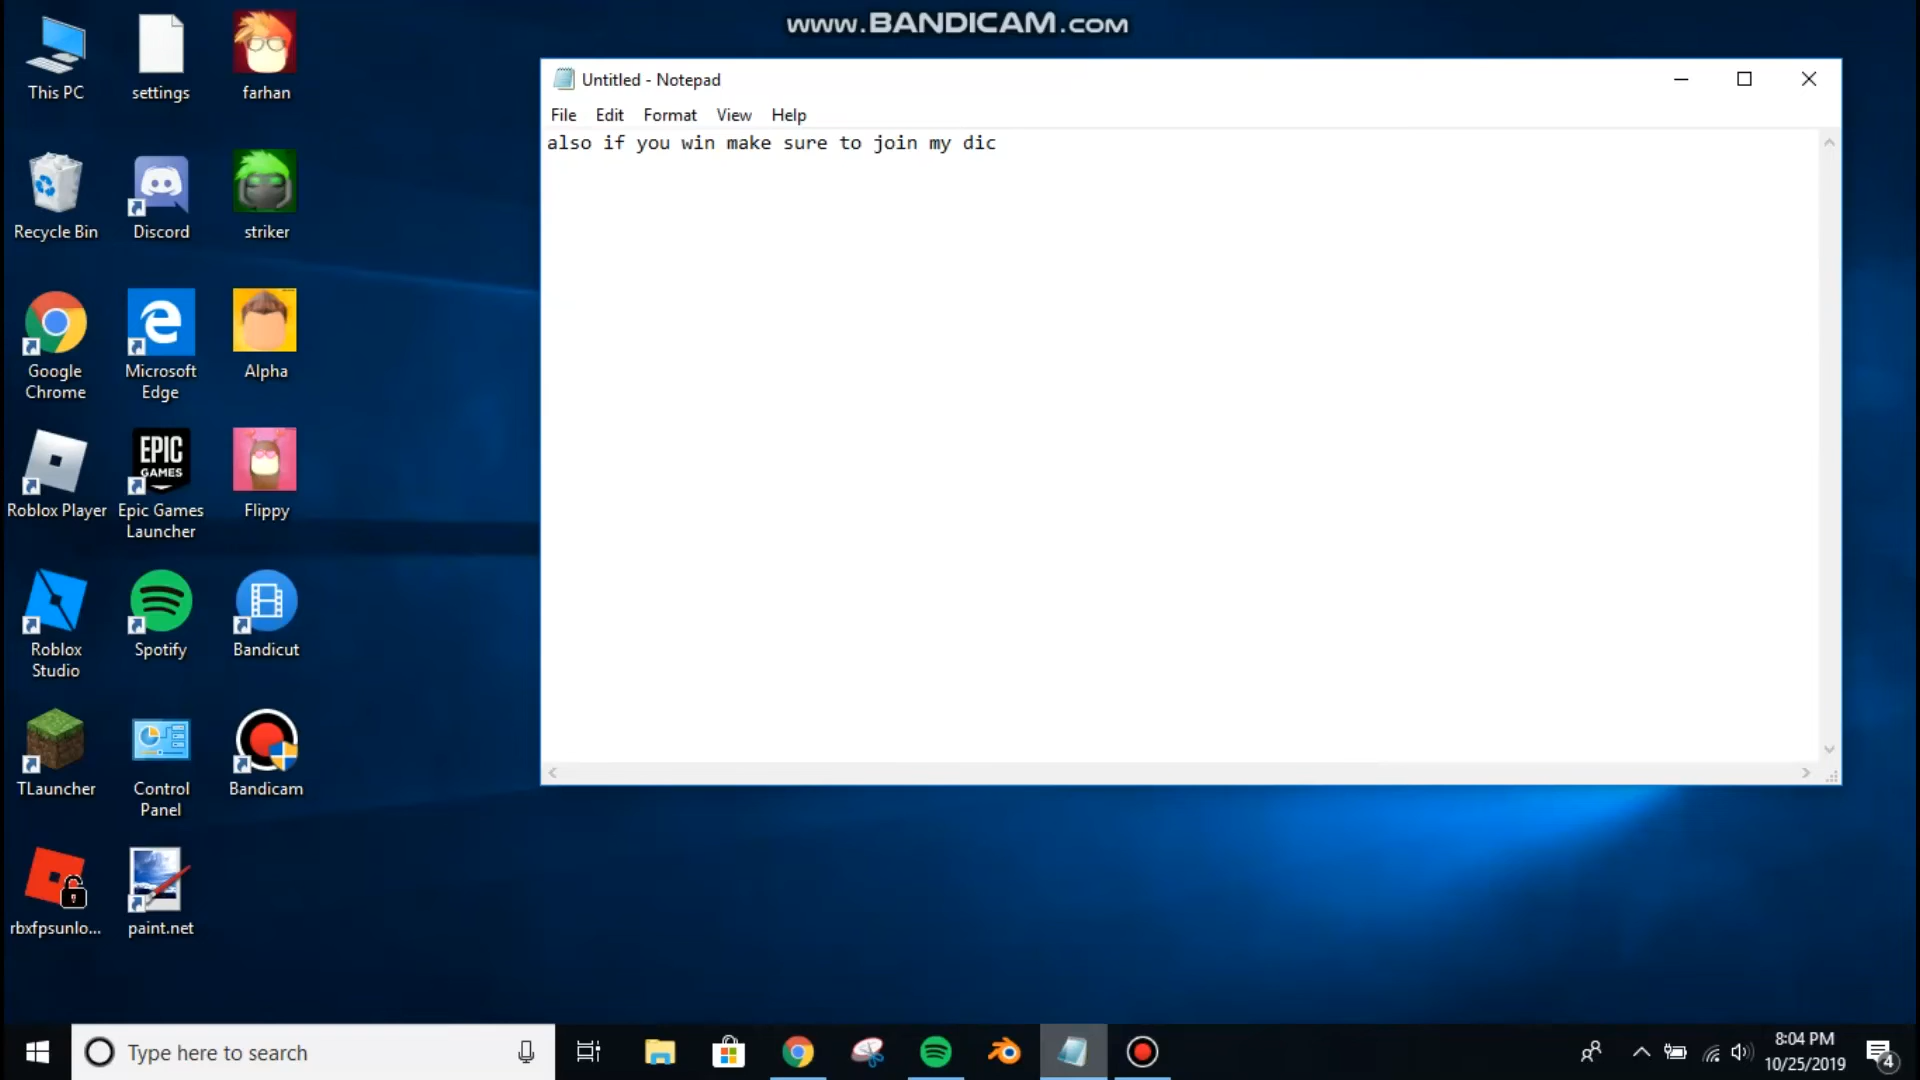 www.BANDICAM.com
This PC
settings
farhan
Untitled - Notepad
File Edit Format View Help
also if you win make sure to join my dic
Recycle Bin
Discord
striker
Google
Chrome
Microsoft
Edge
Alpha
Roblox Player
EPIC
GAMES
Epic Games
Launcher
Flippy
Roblox
Studio
Spotify
Bandicut
TLauncher
Control
Panel
Bandicam
rbxfpsunlo...
paint.net
Type here to search
8:04 PM
10/25/2019
4